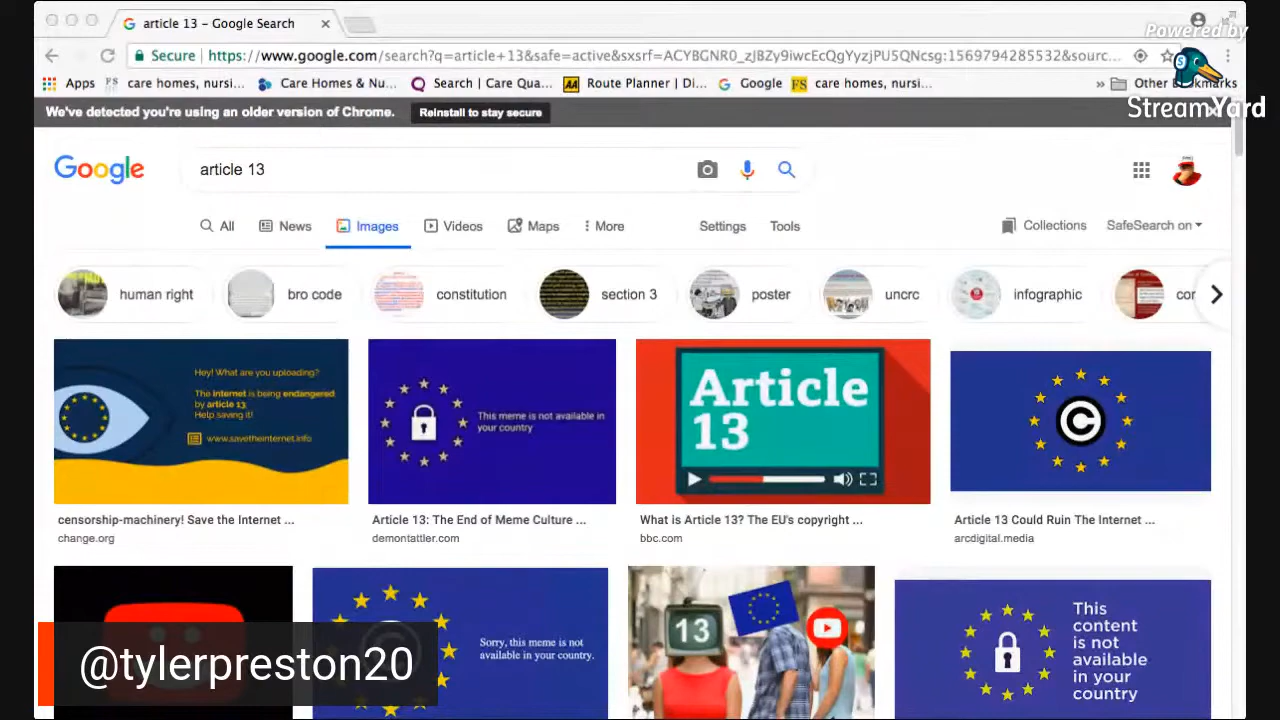 article 13 – Google Search
Powered by
Secure https://www.google.com/search?q=article+13&safe=active&sxsrf=ACYBGNR0_zJBZy9iwcEcQgYyzjPU5QNcsg:1569794285532&sourc...
Apps care homes, nursi... Care Homes & Nu... Search | Care Qua... Route Planner | Di... Google care homes, nursi... » Other Bookmarks
StreamYard
We've detected you're using an older version of Chrome. Reinstall to stay secure
Google article 13
All News Images Videos Maps More Settings Tools Collections SafeSearch on
human right bro code constitution section 3 poster uncrc infographic
Hey! What are you uploading?
The Internet is being endangered
by article 13
Help saving it!
www.savetheinternet.info
This meme is not available in
your country
Article
13
C
censorship-machinery! Save the Internet ...
change.org
Article 13: The End of Meme Culture ...
demontattler.com
What is Article 13? The EU's copyright ...
bbc.com
Article 13 Could Ruin The Internet ...
arcdigital.media
Sorry, this meme is not
available in your country.
13
This
content
is not
available
in your
country
@tylerpreston20